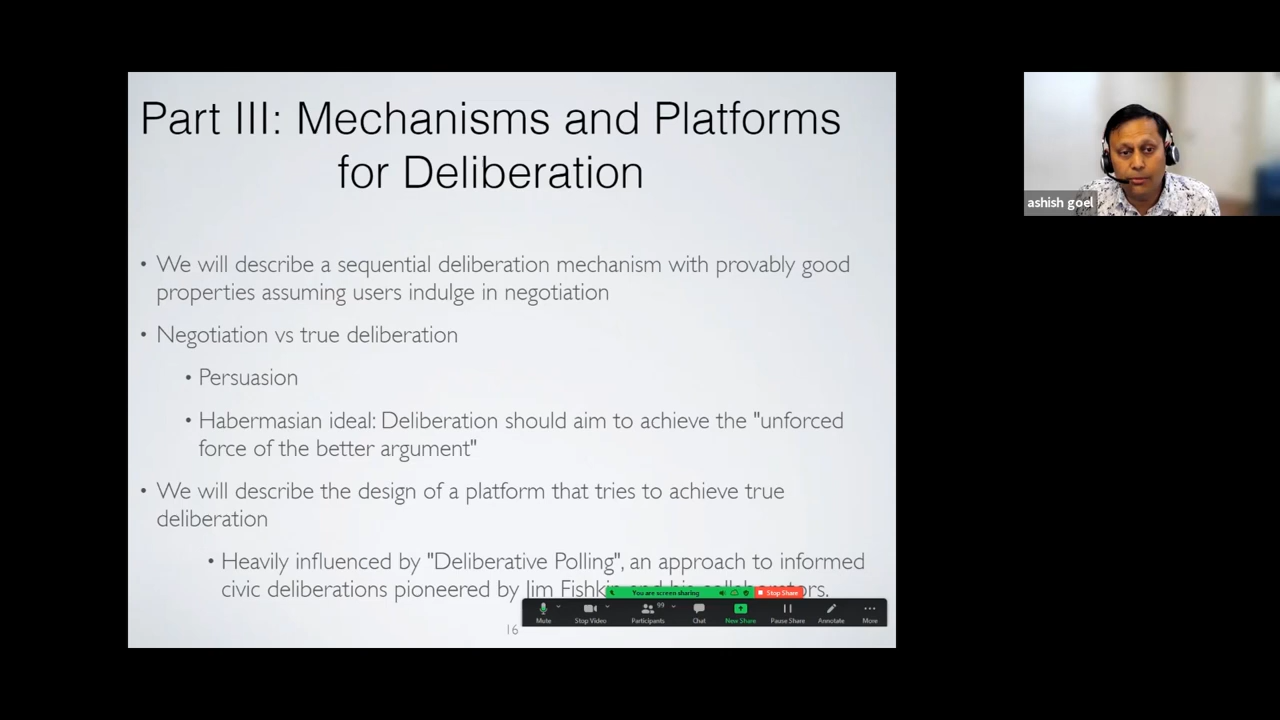 Part III: Mechanisms and Platforms
for Deliberation
• We will describe a sequential deliberation mechanism with provably good
properties assuming users indulge in negotiation
• Negotiation vs true deliberation
• Persuasion
• Habermasian ideal: Deliberation should aim to achieve the "unforced
force of the better argument"
• We will describe the design of a platform that tries to achieve true
deliberation
• Heavily influenced by "Deliberative Polling", an approach to informed
civic deliberations pioneered by Jim
16
You are screen sharing
Stop Share
Mute
Stop Video
99
Participants
Chat
New Share
Pause Share
Annotate
More
ashish goel